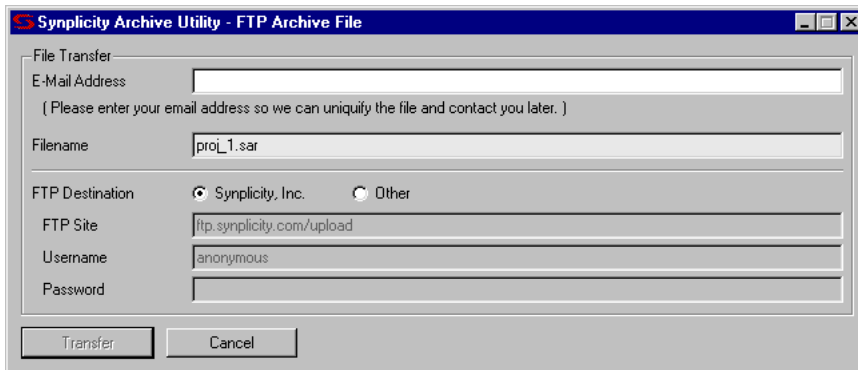 Synplicity Archive Utility - FTP Archive File
File Transfer
E-Mail Address
( Please enter your email address so we can uniquify the file and contact you later. )
Filename proj_1.sar
FTP Destination Synplicity, Inc. Other
FTP Site ftp.synplicity.com/upload
Username anonymous
Password
Transfer Cancel